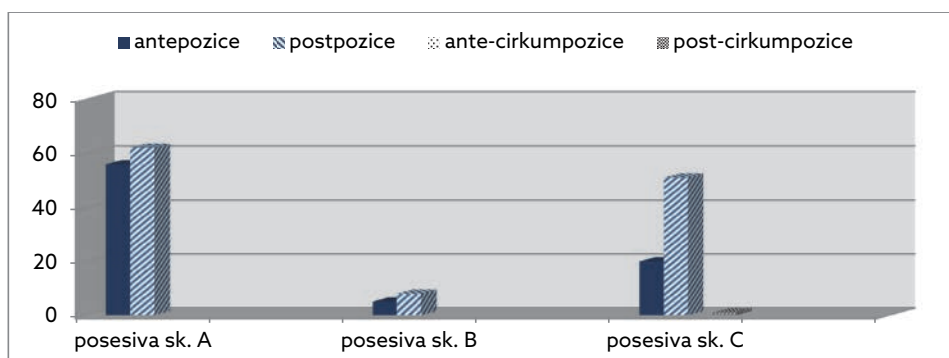 antepozice postpozice ante-cirkumpozice post-cirkumpozice
80
60
40
20
0
posesiva sk. A posesiva sk. B posesiva sk. C